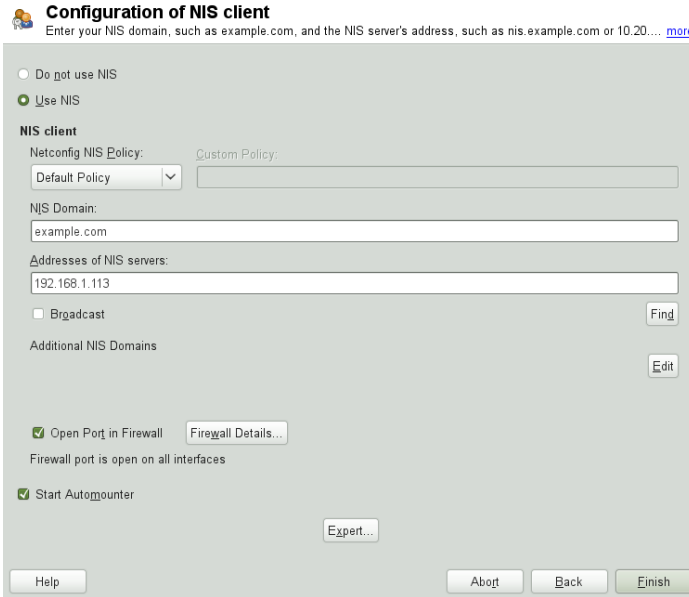 Configuration of NIS client
Enter your NIS domain, such as example.com, and the NIS server's address, such as nis.example.com or 10.20.... more
Do not use NIS
Use NIS
NIS client
Netconfig NIS Policy:
Custom Policy:
Default Policy
NIS Domain:
example.com
Addresses of NIS servers:
192.168.1.113
Broadcast
Find
Additional NIS Domains
Edit
Open Port in Firewall
Firewall Details...
Firewall port is open on all interfaces
Start Automounter
Expert...
Help
Abort
Back
Finish